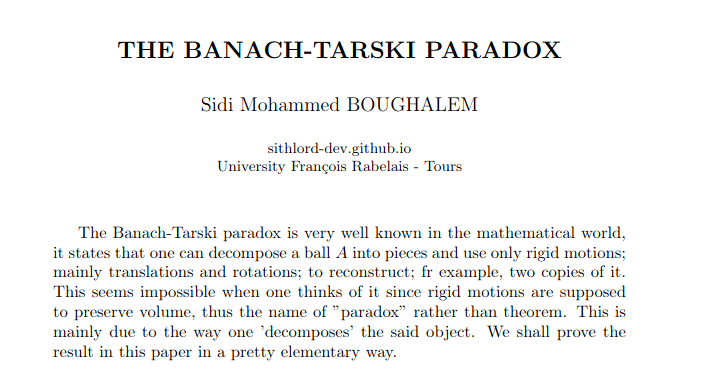 THE BANACH-TARSKI PARADOX
Sidi Mohammed BOUGHALEM
sithlord-dev.github.io
University François Rabelais - Tours
The Banach-Tarski paradox is very well known in the mathematical world,
it states that one can decompose a ball A into pieces and use only rigid motions;
mainly translations and rotations; to reconstruct; fr example, two copies of it.
This seems impossible when one thinks of it since rigid motions are supposed
to preserve volume, thus the name of ”paradox” rather than theorem. This is
mainly due to the way one ’decomposes’ the said object. We shall prove the
result in this paper in a pretty elementary way.